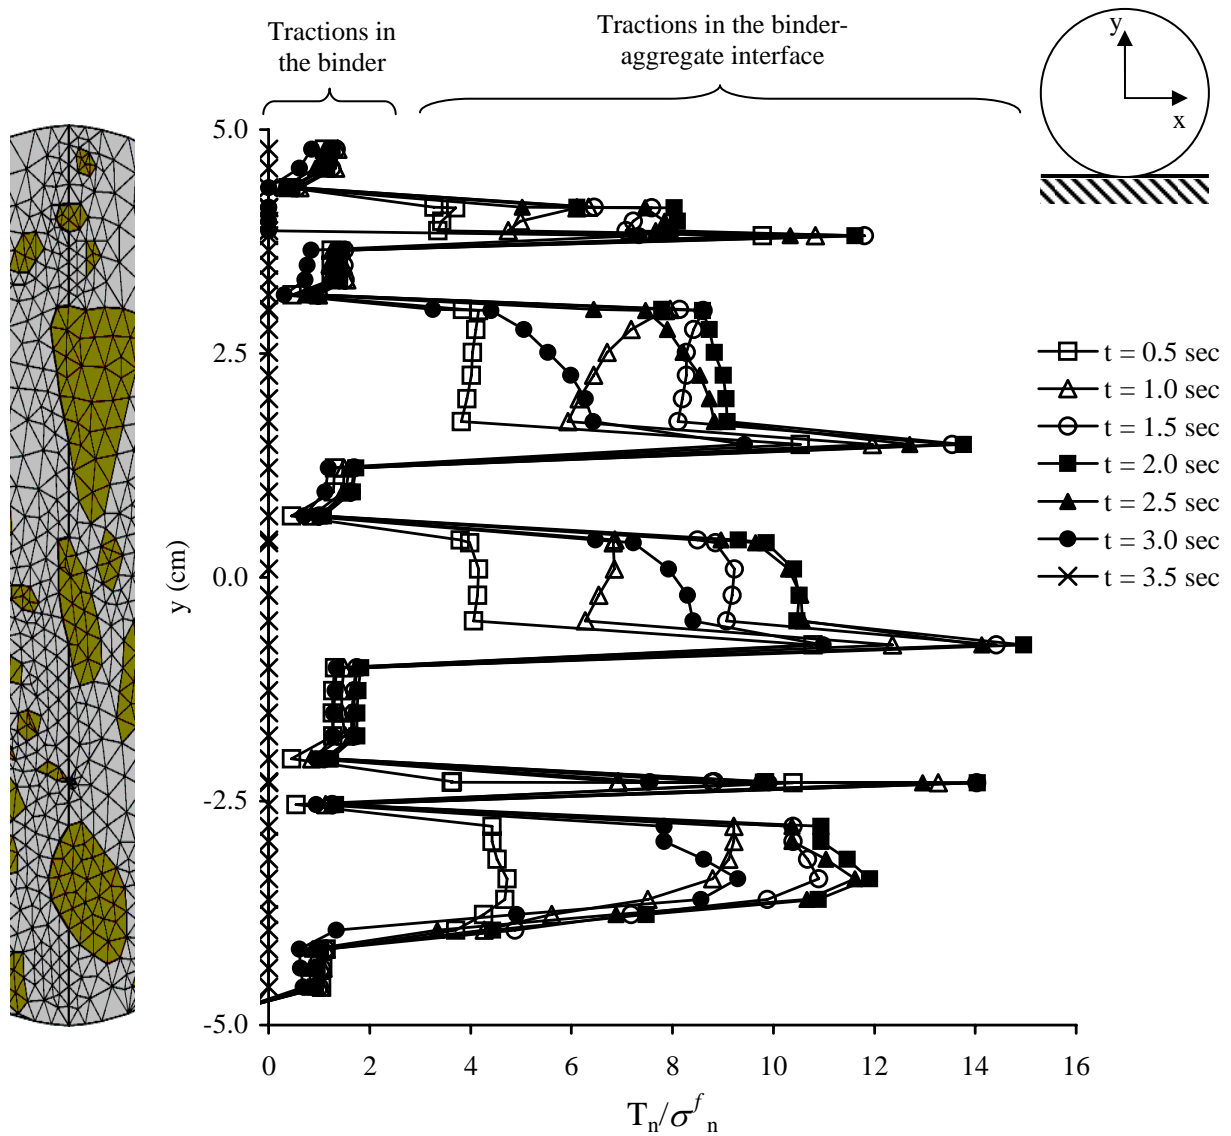 Tractions in
the binder
Tractions in the binder-
aggregate interface
y
x
5.0
2.5
0.0
-2.5
-5.0
y (cm)
0 2 4 6 8 10 12 14 16
Tₙ/σᶠₙ
t = 0.5 sec
t = 1.0 sec
t = 1.5 sec
t = 2.0 sec
t = 2.5 sec
t = 3.0 sec
t = 3.5 sec